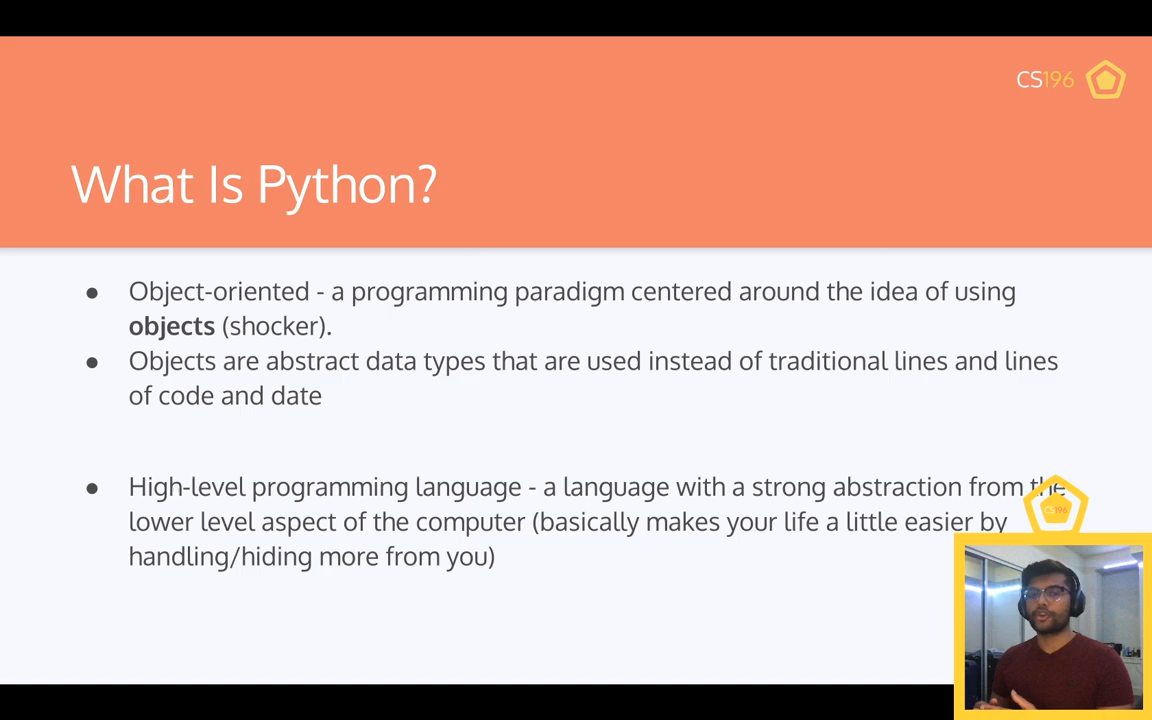 CS196
What Is Python?
● Object-oriented - a programming paradigm centered around the idea of using
objects (shocker).
● Objects are abstract data types that are used instead of traditional lines and lines
of code and date
● High-level programming language - a language with a strong abstraction from the
lower level aspect of the computer (basically makes your life a little easier by
handling/hiding more from you)
CS196